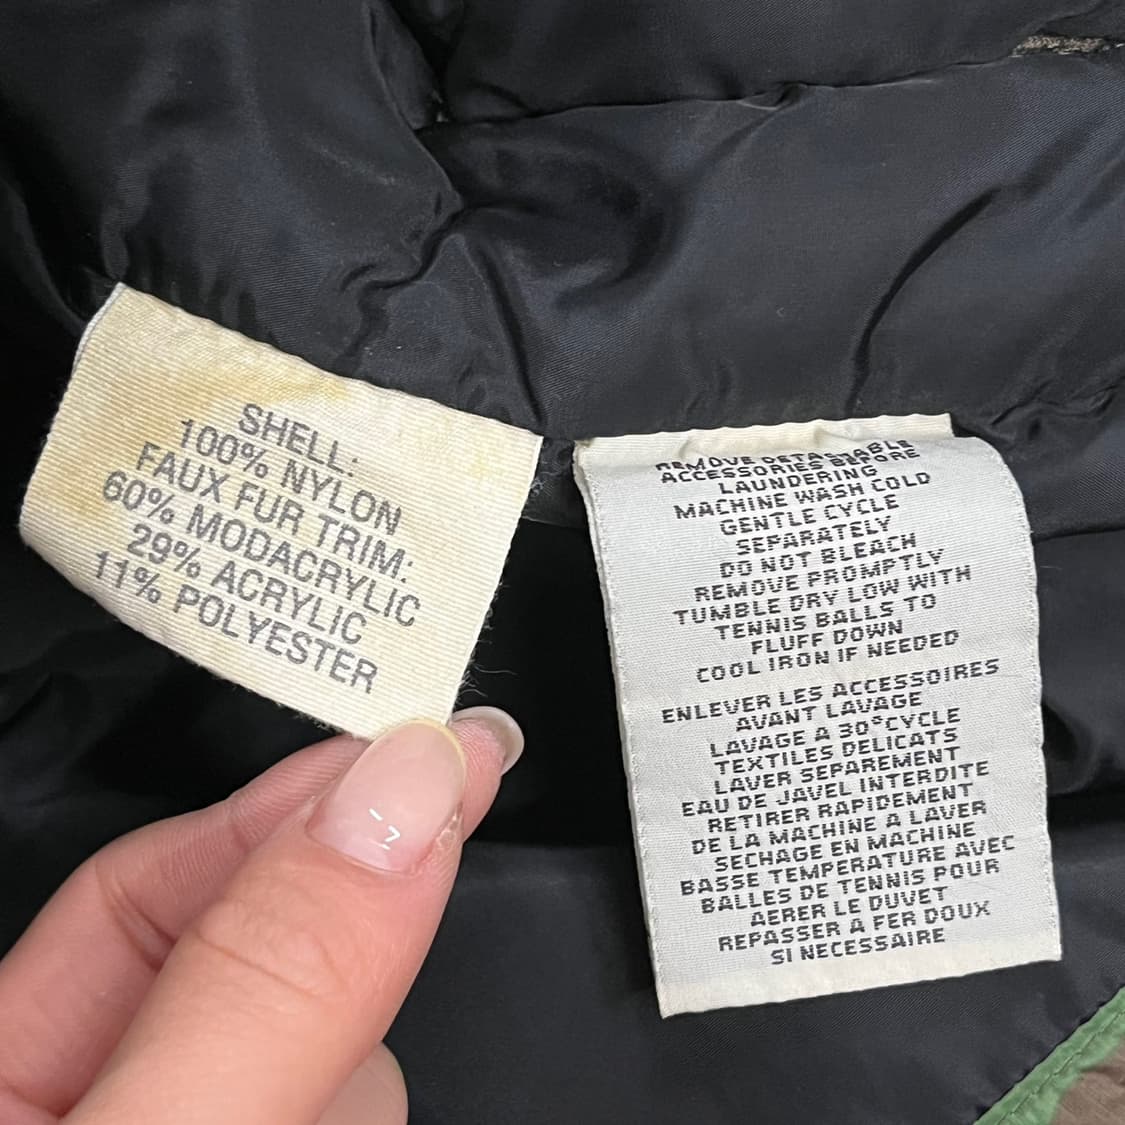 SHELL:
100% NYLON
FAUX FUR TRIM:
60% MODACRYLIC
29% ACRYLIC
11% POLYESTER
REMOVE DETACHABLE
ACCESSORIES BEFORE
LAUNDERING
MACHINE WASH COLD
GENTLE CYCLE
SEPARATELY
DO NOT BLEACH
REMOVE PROMPTLY
TUMBLE DRY LOW WITH
TENNIS BALLS TO
FLUFF DOWN
COOL IRON IF NEEDED
ENLEVER LES ACCESSOIRES
AVANT LAVAGE
LAVAGE A 30°CYCLE
TEXTILES DELICATS
LAVER SEPAREMENT
EAU DE JAVEL INTERDITE
RETIRER RAPIDEMENT
DE LA MACHINE A LAVER
SECHAGE EN MACHINE
BASSE TEMPERATURE AVEC
BALLES DE TENNIS POUR
AERER LE DUVET
REPASSER A FER DOUX
SI NECESSAIRE